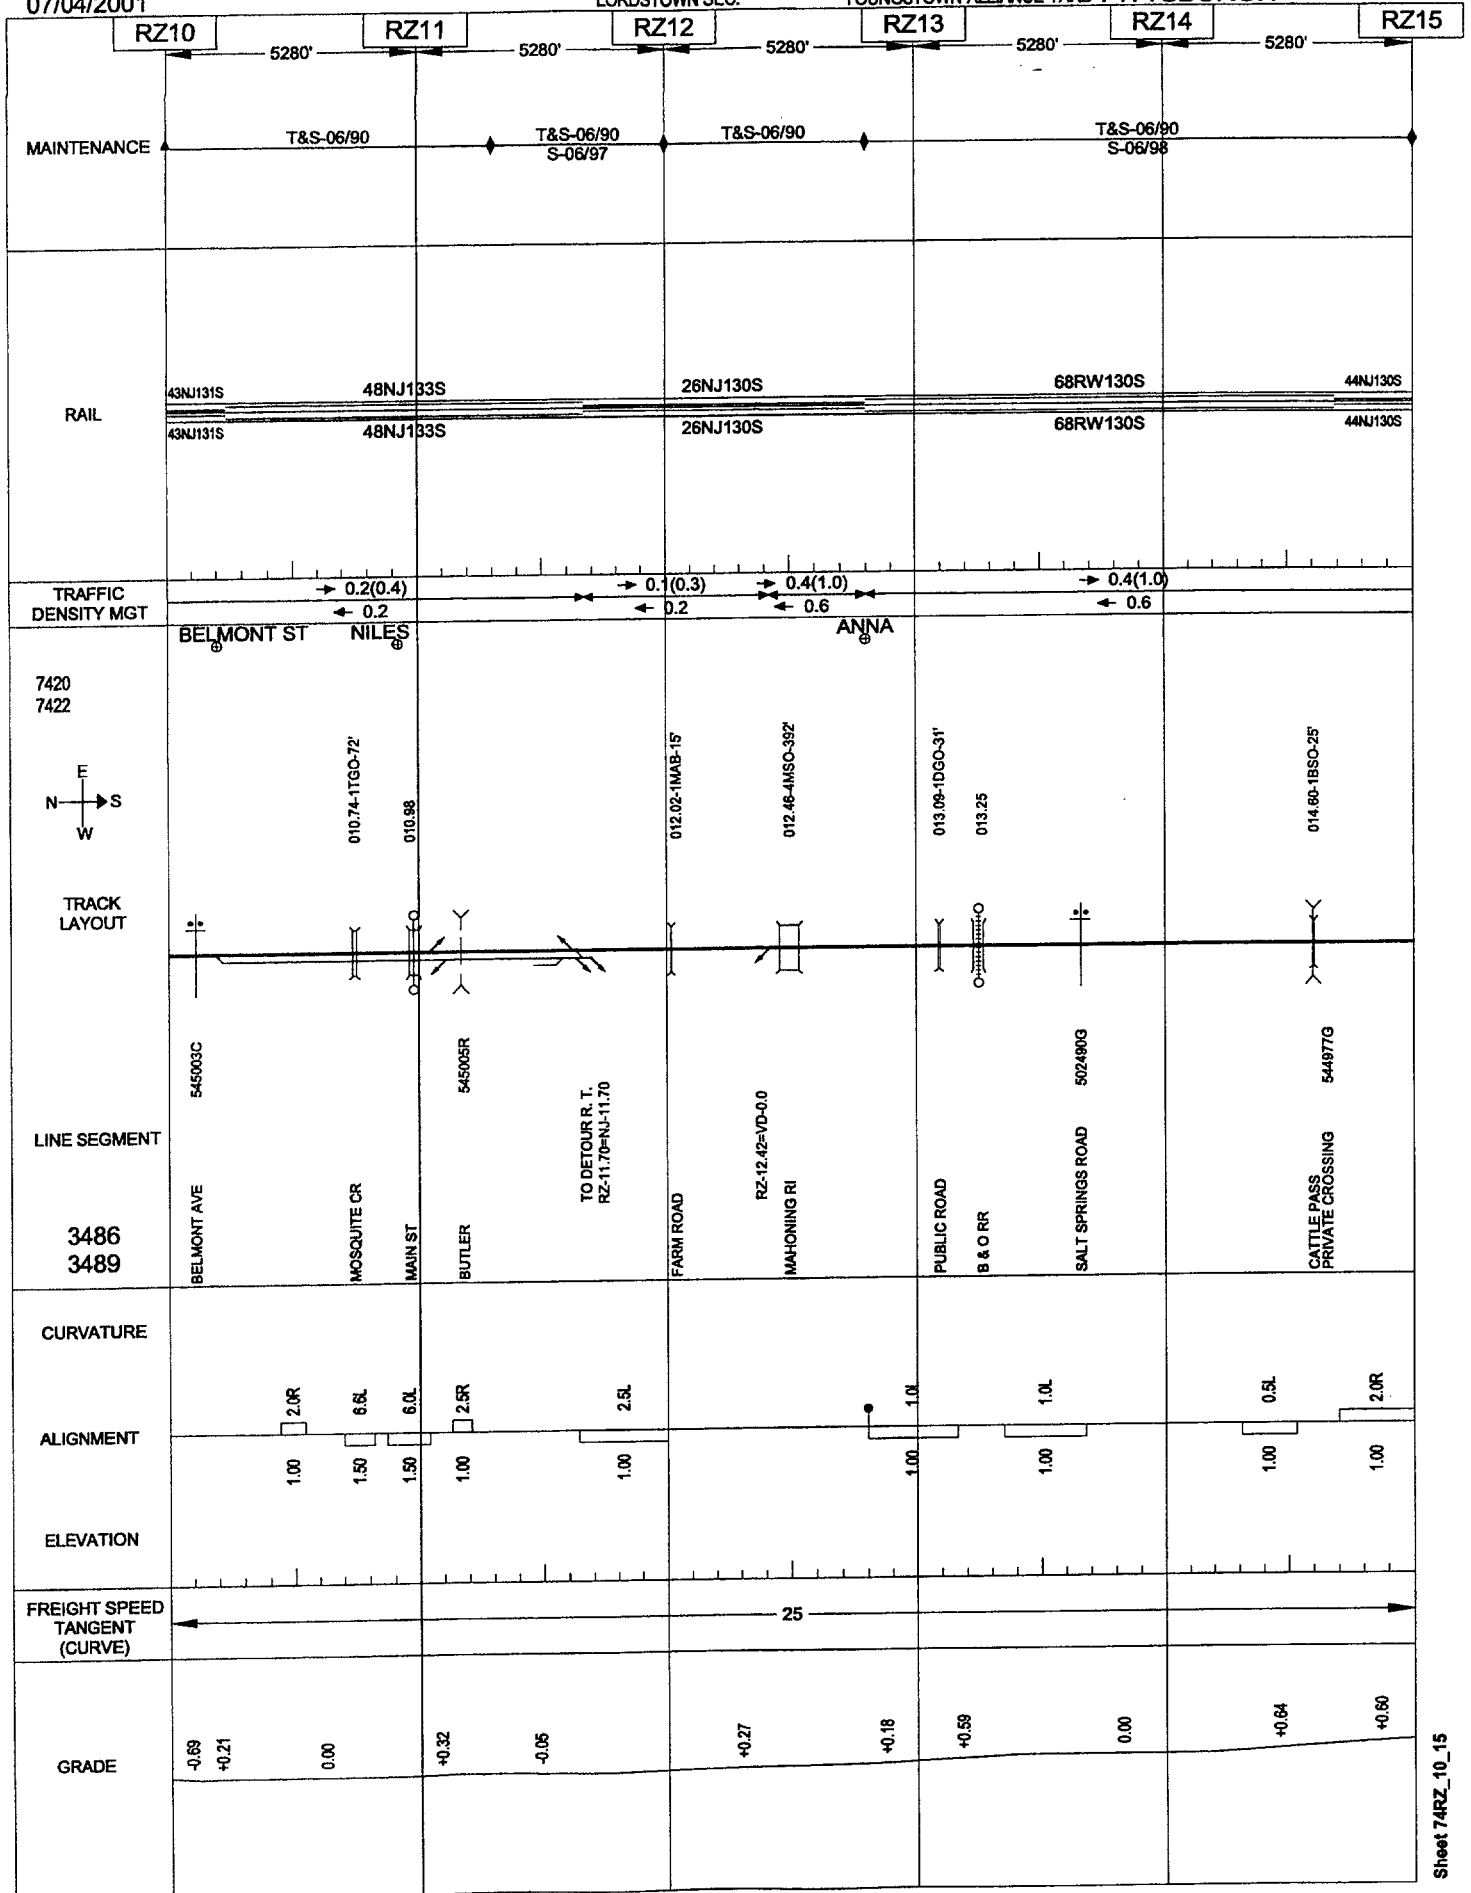 07/04/2001
LORDSTOWN SEC.
RZ10 RZ11 RZ12 RZ13 RZ14 RZ15
5280' 5280' 5280' 5280' 5280'
MAINTENANCE
T&S-06/90 T&S-06/90 T&S-06/90 T&S-06/90
S-06/97 S-06/98
RAIL
43NJ131S 48NJ133S 26NJ130S 68RW130S 44NJ130S
43NJ131S 48NJ133S 26NJ130S 68RW130S 44NJ130S
TRAFFIC
DENSITY MGT
0.2(0.4) 0.1(0.3) 0.4(1.0) 0.4(1.0)
0.2 0.2 0.6 0.6
BELMONT ST NILES ANNA
7420
7422
E
N S
W
010.74-1TGO-72'
010.98
012.02-1MAB-15'
012.46-4MSO-392'
013.09-1DGO-31'
013.25
014.60-1BSO-25'
TRACK
LAYOUT
545003C
545005R
502490G
544977G
LINE SEGMENT
3486
3489
BELMONT AVE
MOSQUITE CR
MAIN ST
BUTLER
TO DETOUR R. T.
RZ-11.70=NJ-11.70
FARM ROAD
RZ-12.42=VD-0.0
MAHONING RI
PUBLIC ROAD
B & O RR
SALT SPRINGS ROAD
CATTLE PASS
PRIVATE CROSSING
CURVATURE
2.0R 6.6L 6.0L 2.5R 2.5L 1.0L 1.0L 0.5L 2.0R
ALIGNMENT
1.00 1.50 1.50 1.00 1.00 1.00 1.00 1.00 1.00
ELEVATION
FREIGHT SPEED
TANGENT
(CURVE)
25
GRADE
-0.69 +0.21 0.00 +0.32 -0.05 +0.27 +0.18 +0.59 0.00 +0.64 +0.60
Sheet 74RZ_10_15